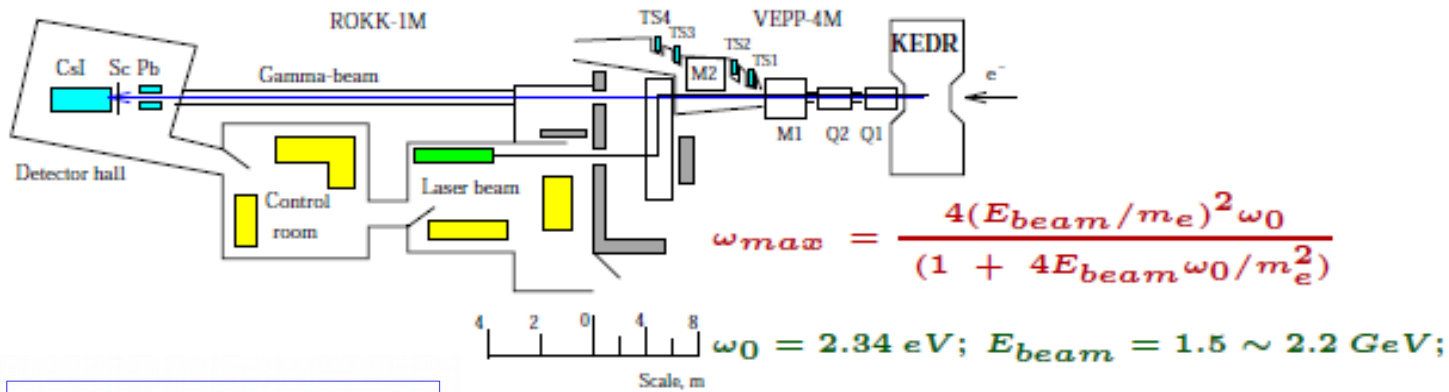 ROKK-1M
VEPP-4M
TS4
TS3
TS2
TS1
KEDR
CsI
Sc
Pb
Gamma-beam
M2
e⁻
M1
Q2
Q1
Detector hall
Laser beam
Control
room
ω_max = 4(E_beam/m_e)²ω0 / (1 + 4E_beamω0/m_e²)
4 2 0 4 8
ω0 = 2.34 eV; E_beam = 1.5 ~ 2.2 GeV;
Scale, m